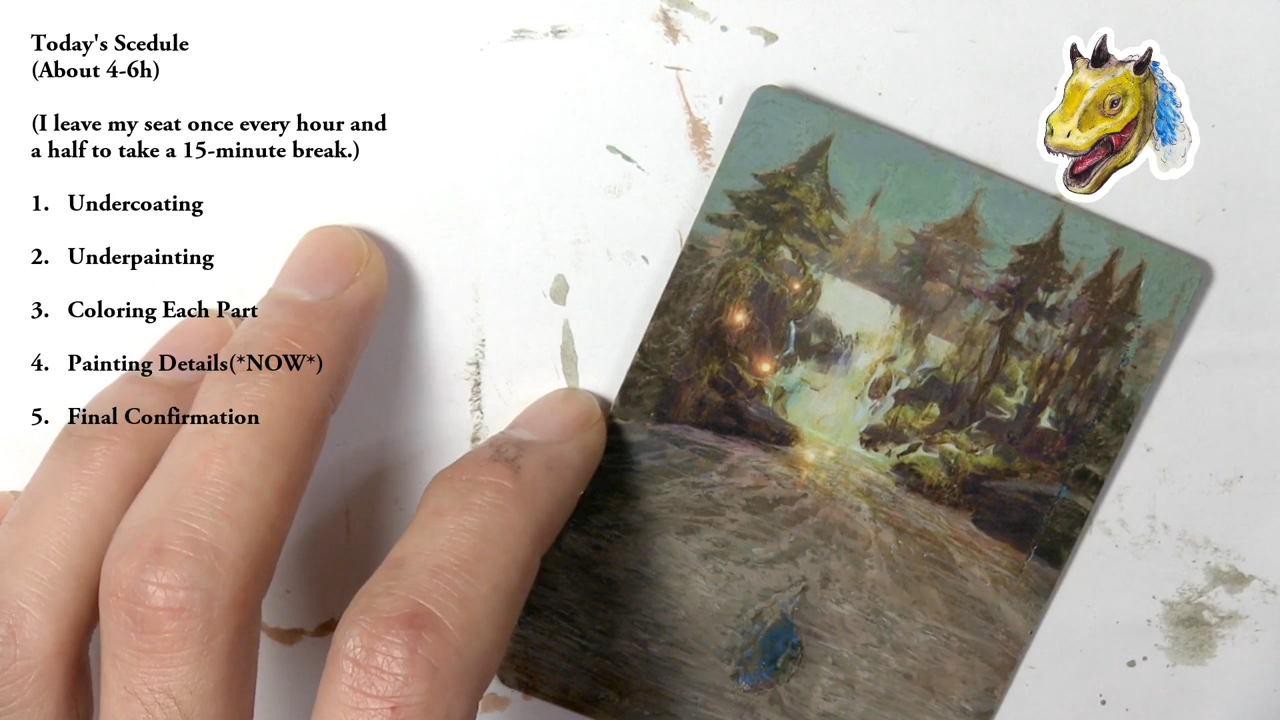 Today's Scedule
(About 4-6h)
(I leave my seat once every hour and
a half to take a 15-minute break.)
1. Undercoating
2. Underpainting
3. Coloring Each Part
4. Painting Details(*NOW*)
5. Final Confirmation